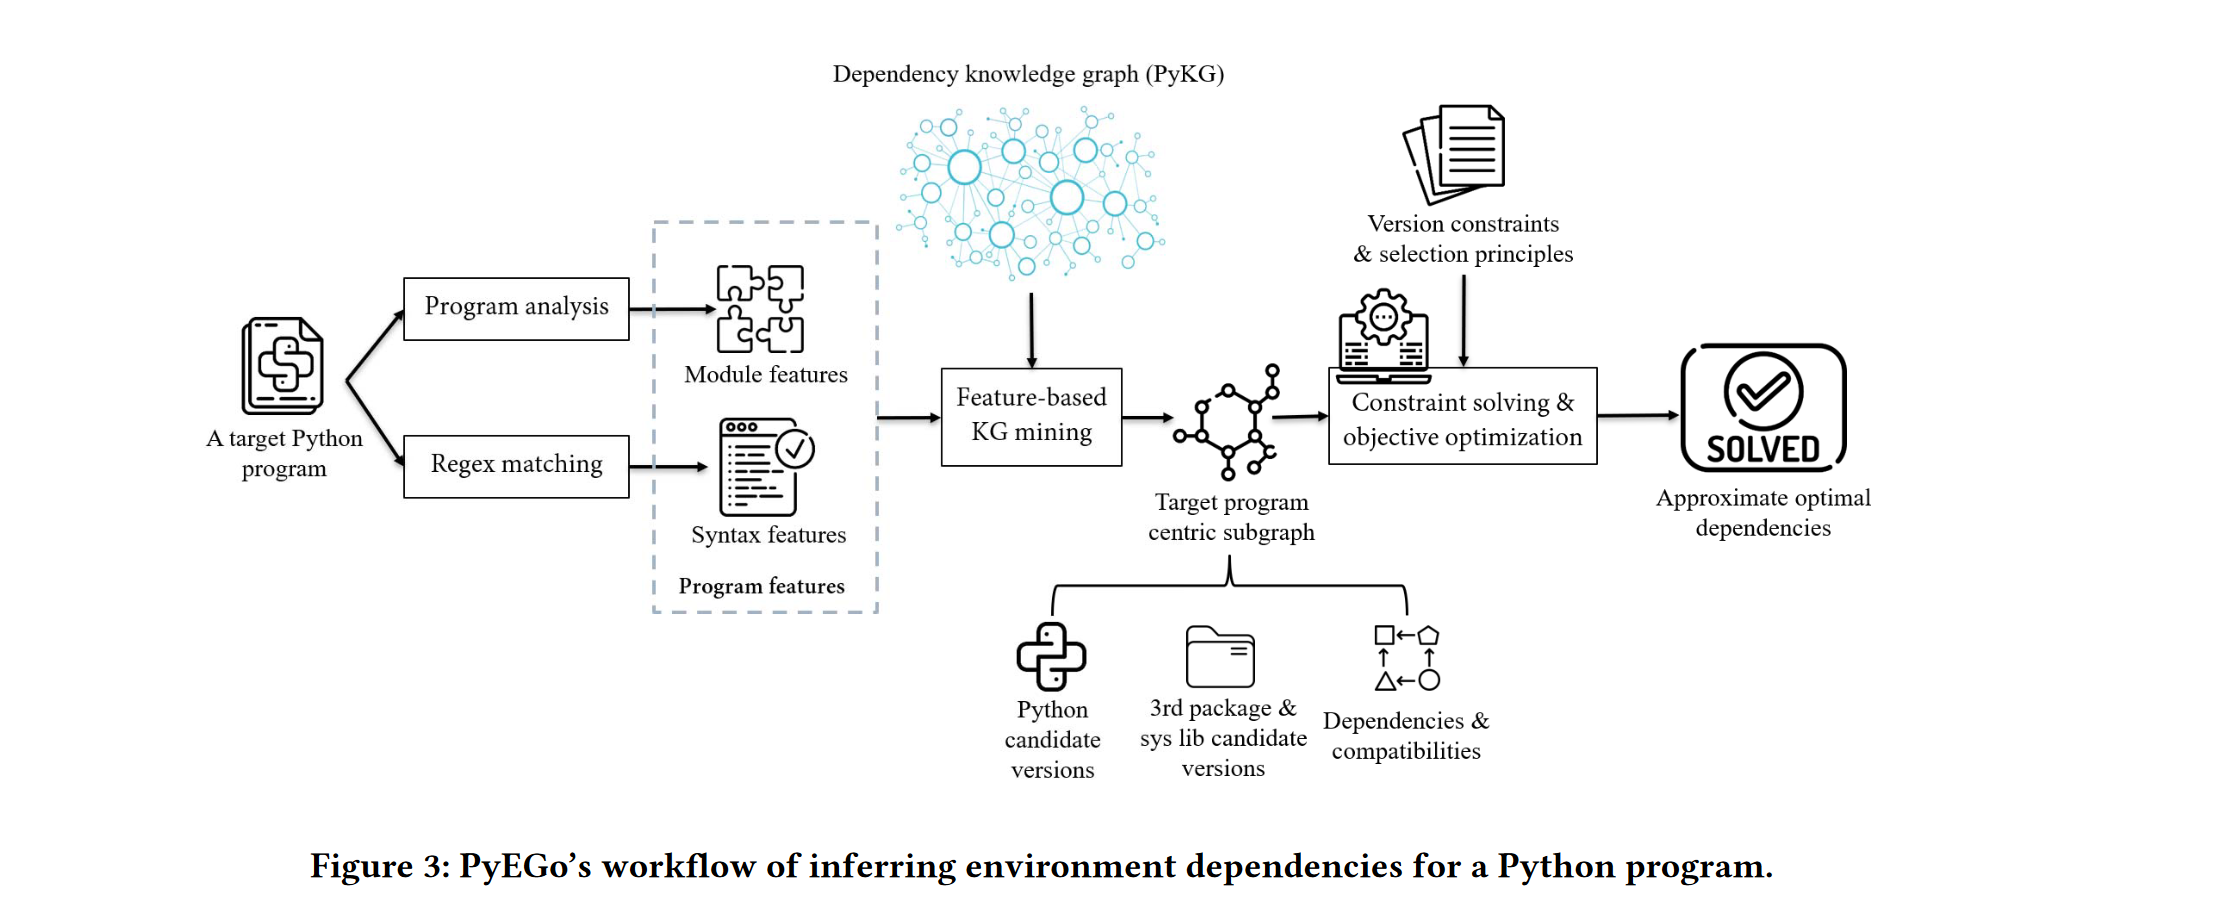 Dependency knowledge graph (PyKG)
Version constraints
& selection principles
Program analysis
Module features
A target Python
program
Regex matching
Syntax features
Program features
Feature-based
KG mining
Target program
centric subgraph
Constraint solving &
objective optimization
SOLVED
Approximate optimal
dependencies
Python
candidate
versions
3rd package &
sys lib candidate
versions
Dependencies &
compatibilities
Figure 3: PyEGo’s workflow of inferring environment dependencies for a Python program.